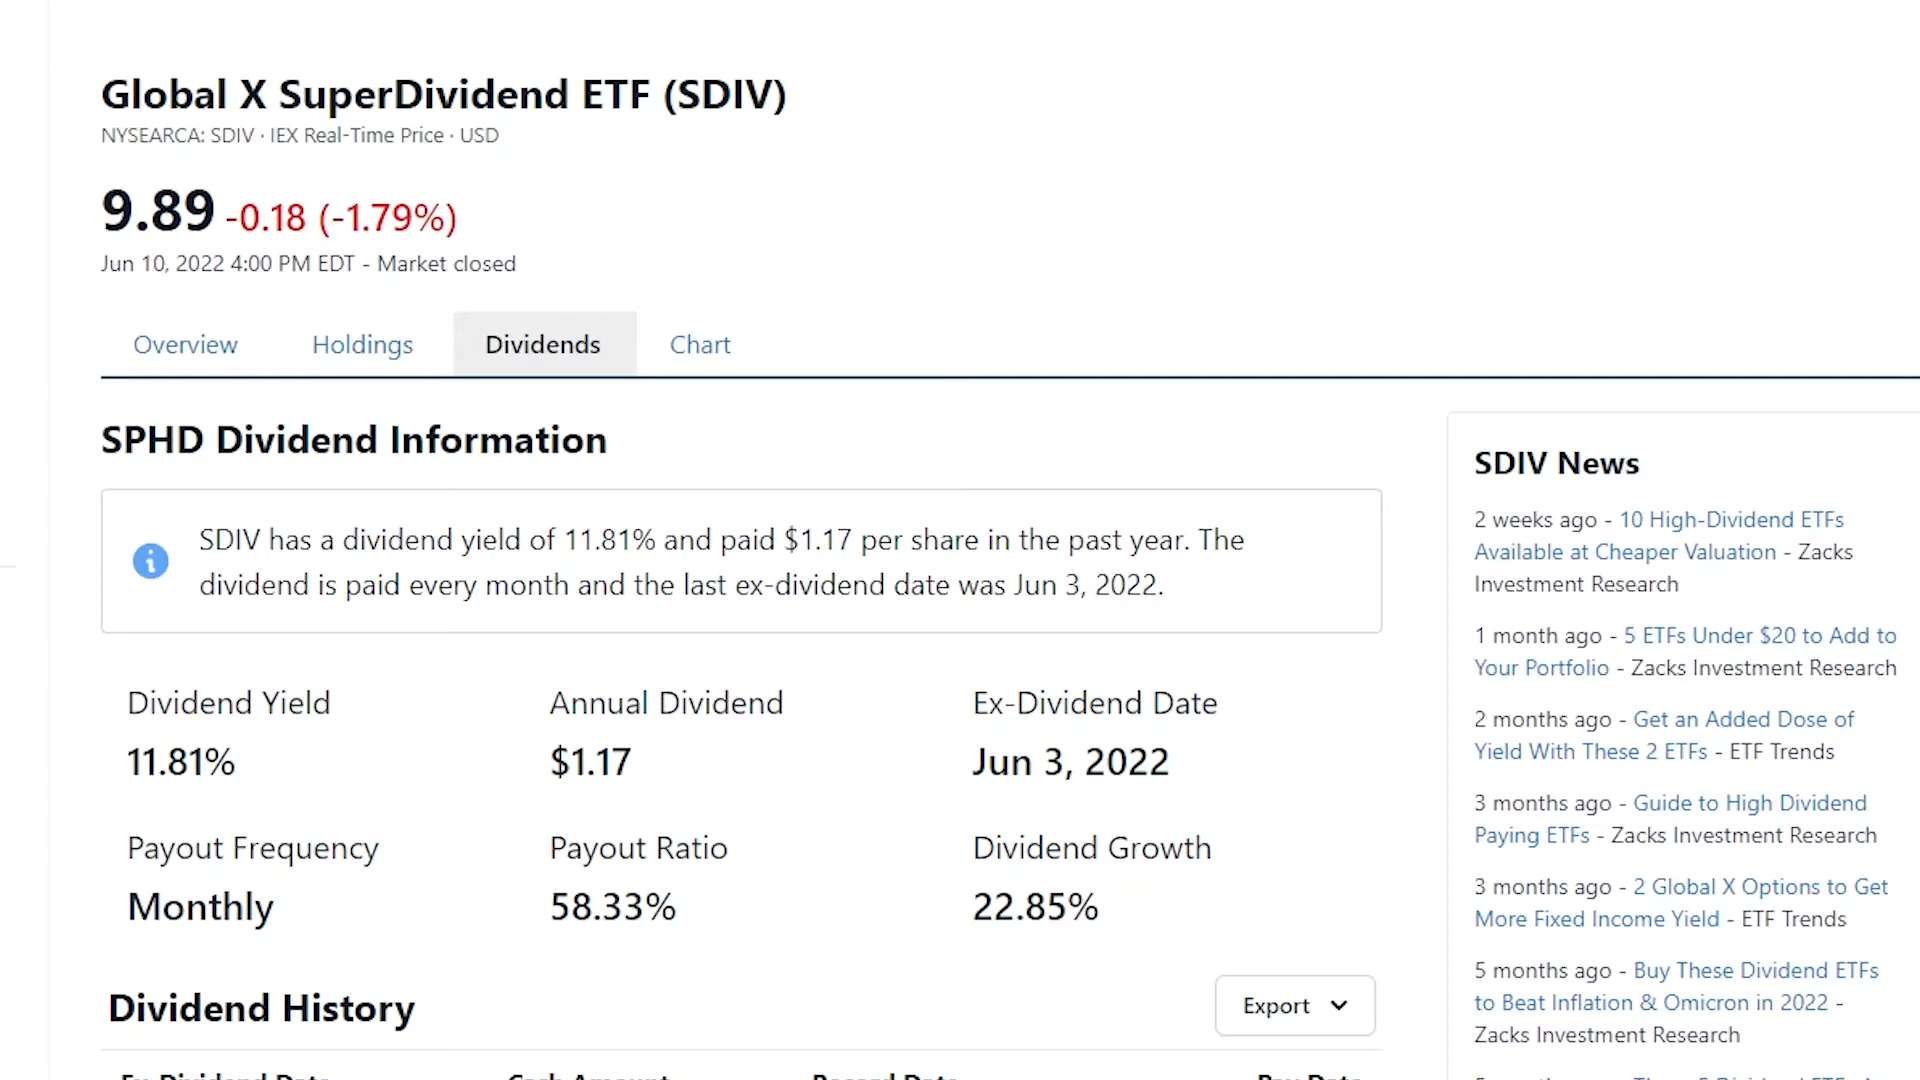 Global X SuperDividend ETF (SDIV)
NYSEARCA: SDIV · IEX Real-Time Price · USD
9.89 -0.18 (-1.79%)
Jun 10, 2022 4:00 PM EDT - Market closed
Overview Holdings Dividends Chart
SPHD Dividend Information
SDIV has a dividend yield of 11.81% and paid $1.17 per share in the past year. The
dividend is paid every month and the last ex-dividend date was Jun 3, 2022.
Dividend Yield Annual Dividend Ex-Dividend Date
11.81% $1.17 Jun 3, 2022
Payout Frequency Payout Ratio Dividend Growth
Monthly 58.33% 22.85%
Dividend History Export
Ex-Dividend Date Cash Amount Record Date Pay Date
SDIV News
2 weeks ago - 10 High-Dividend ETFs
Available at Cheaper Valuation - Zacks
Investment Research
1 month ago - 5 ETFs Under $20 to Add to
Your Portfolio - Zacks Investment Research
2 months ago - Get an Added Dose of
Yield With These 2 ETFs - ETF Trends
3 months ago - Guide to High Dividend
Paying ETFs - Zacks Investment Research
3 months ago - 2 Global X Options to Get
More Fixed Income Yield - ETF Trends
5 months ago - Buy These Dividend ETFs
to Beat Inflation & Omicron in 2022 -
Zacks Investment Research